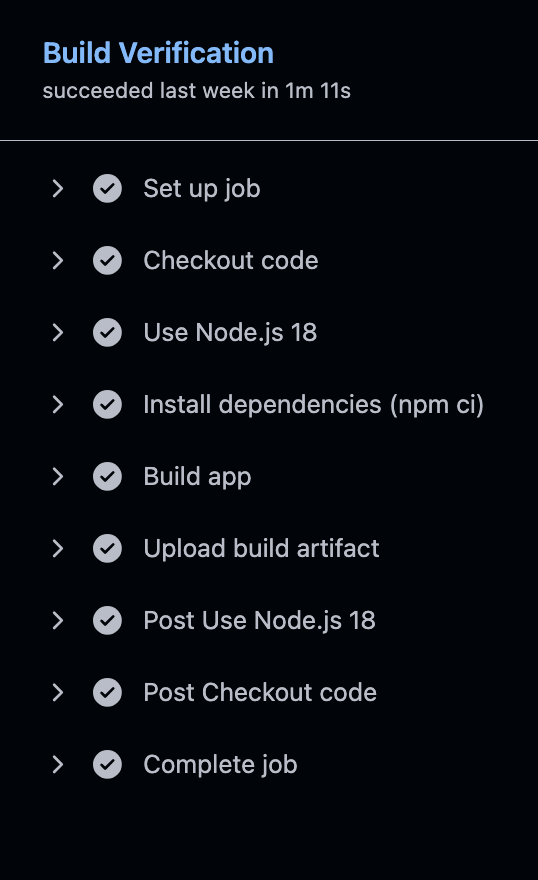 Build Verification
succeeded last week in 1m 11s
Set up job
Checkout code
Use Node.js 18
Install dependencies (npm ci)
Build app
Upload build artifact
Post Use Node.js 18
Post Checkout code
Complete job